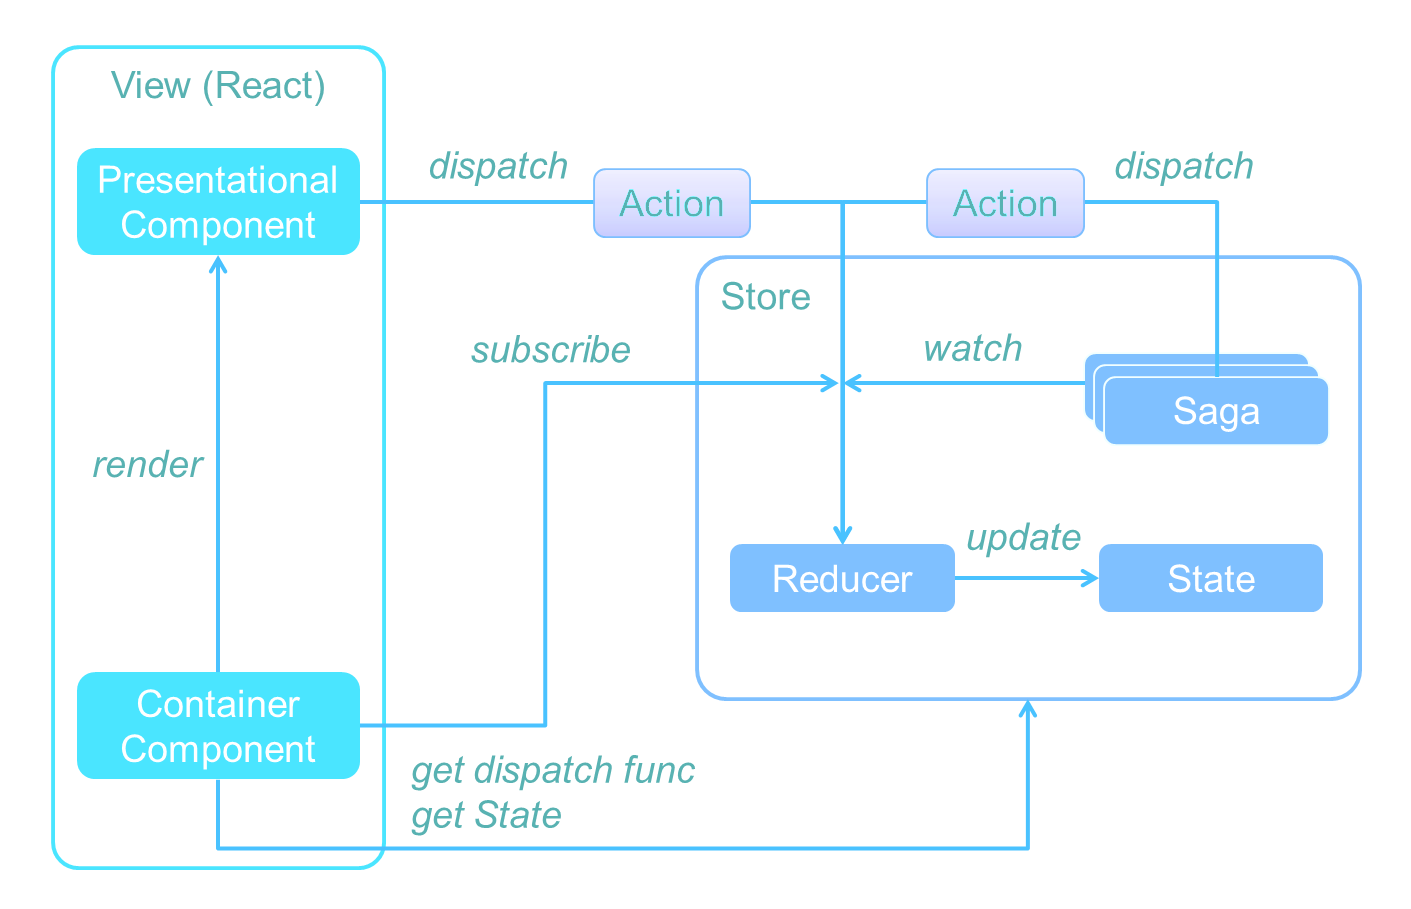 View (React)
Presentational
Component
dispatch
Action
Action
dispatch
Store
subscribe
watch
Saga
render
update
Reducer
State
Container
Component
get dispatch func
get State